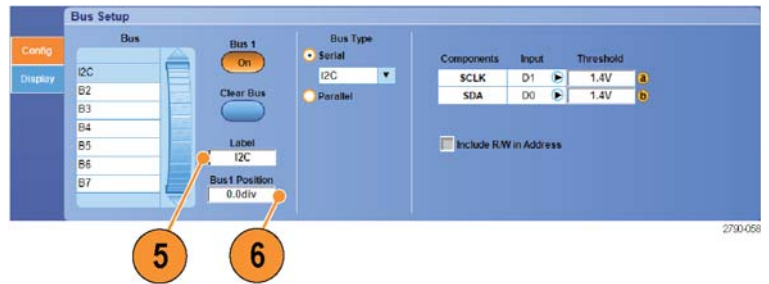 Bus Setup
Config
Display
Bus
I2C
B2
B3
B4
B5
B6
B7
Bus 1
On
Clear Bus
Label
I2C
Bus1 Position
0.0div
Bus Type
Serial
I2C
Parallel
Components Input Threshold
SCLK D1 1.4V a
SDA D0 1.4V b
Include R/W in Address
5 6
2790-058